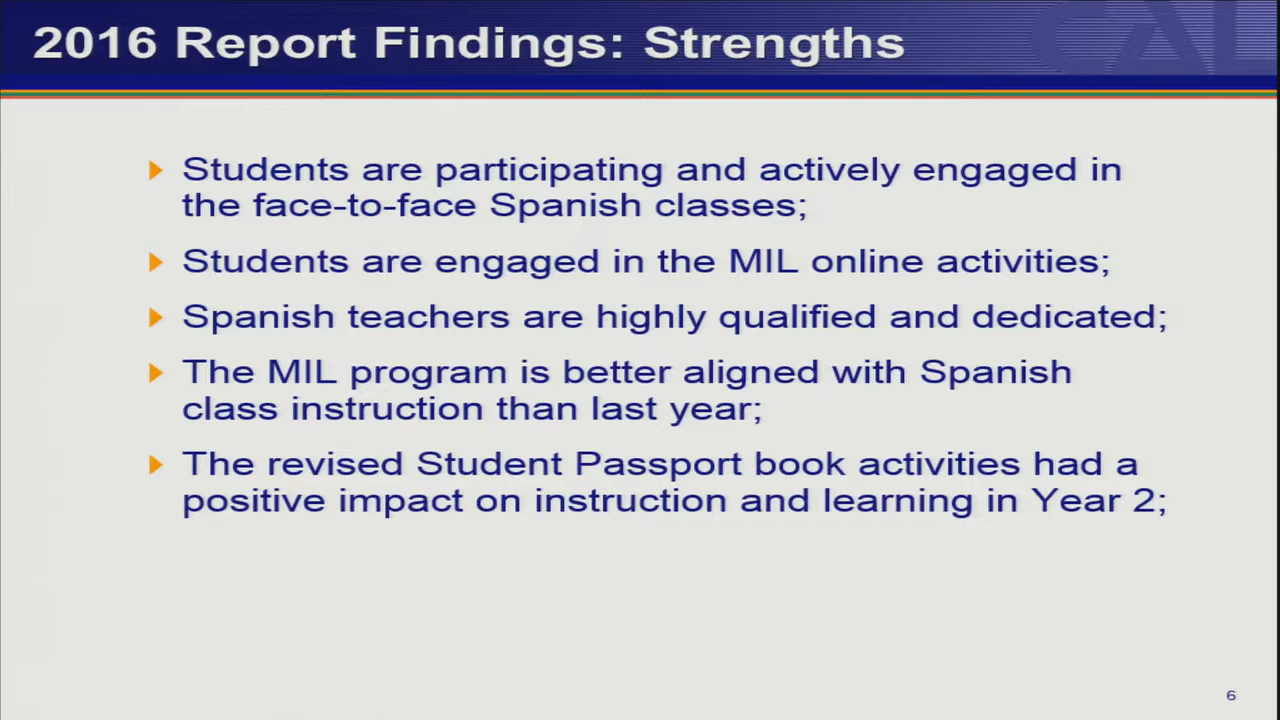 2016 Report Findings: Strengths
CAL
Students are participating and actively engaged in
the face-to-face Spanish classes;
Students are engaged in the MIL online activities;
Spanish teachers are highly qualified and dedicated;
The MIL program is better aligned with Spanish
class instruction than last year;
The revised Student Passport book activities had a
positive impact on instruction and learning in Year 2;
6